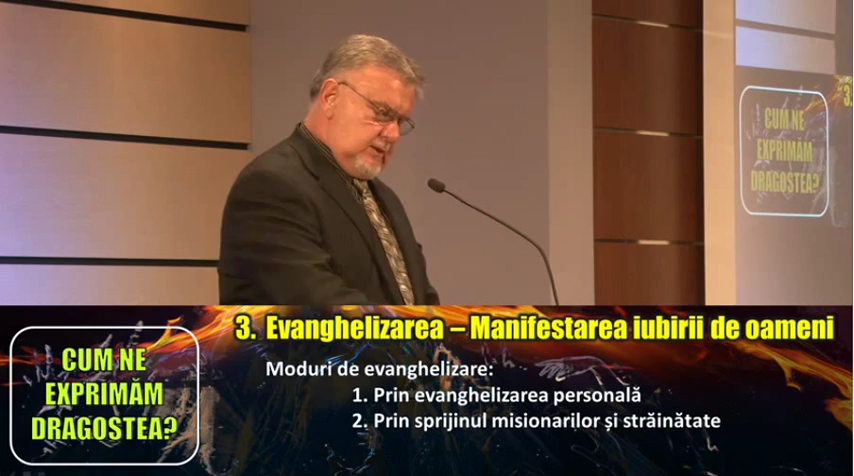 CUM NE
EXPRIMĂM
DRAGOSTEA?
3.
3. Evanghelizarea – Manifestarea iubirii de oameni
CUM NE
EXPRIMĂM
DRAGOSTEA?
Moduri de evanghelizare:
1. Prin evanghelizarea personală
2. Prin sprijinul misionarilor și străinătate